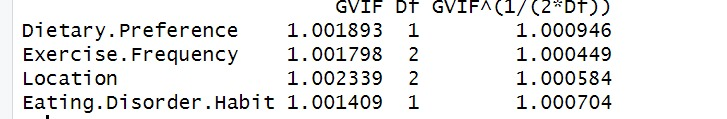 GVIF Df GVIF^(1/(2*Df))
Dietary.Preference 1.001893 1 1.000946
Exercise.Frequency 1.001798 2 1.000449
Location 1.002339 2 1.000584
Eating.Disorder.Habit 1.001409 1 1.000704